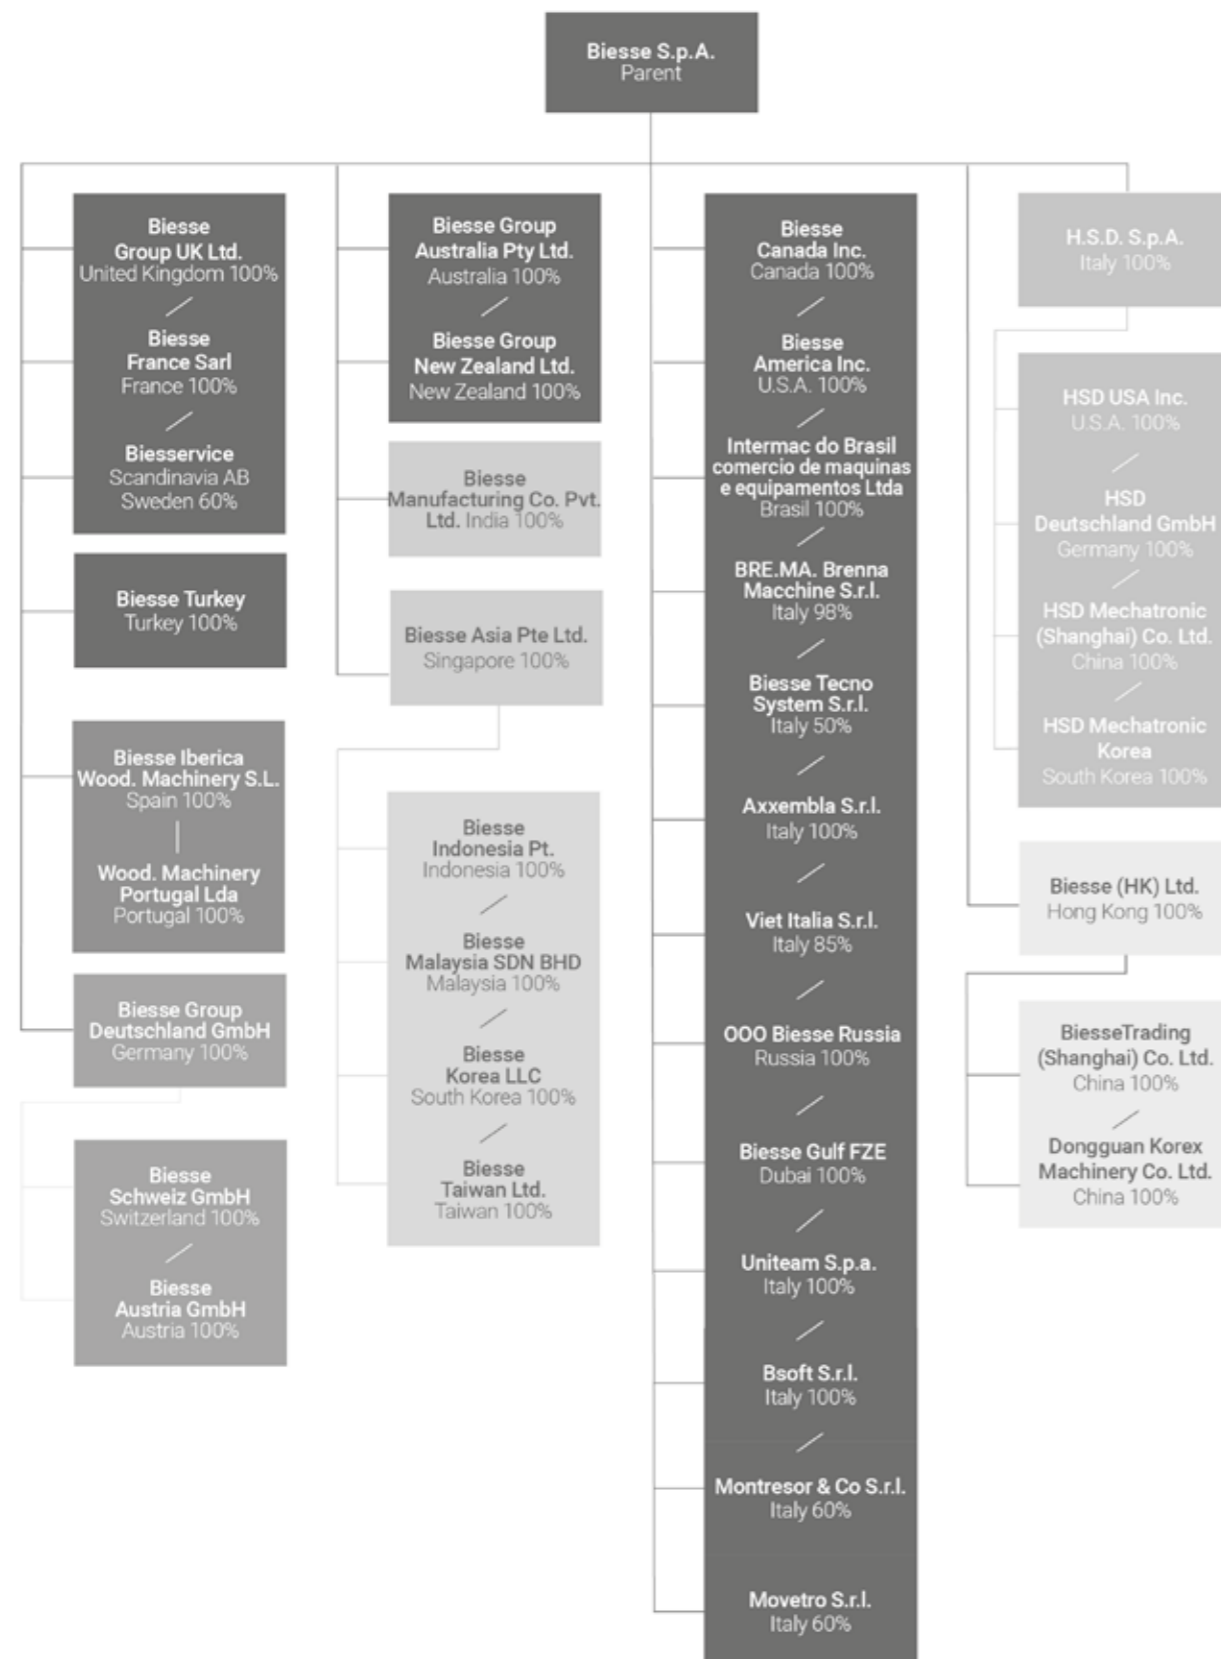 Biesse S.p.A.
Parent
Biesse
Group UK Ltd.
United Kingdom 100%
Biesse
France Sarl
France 100%
Biesservice
Scandinavia AB
Sweden 60%
Biesse Turkey
Turkey 100%
Biesse Iberica
Wood. Machinery S.L.
Spain 100%
Wood. Machinery
Portugal Lda
Portugal 100%
Biesse Group
Deutschland GmbH
Germany 100%
Biesse
Schweiz GmbH
Switzerland 100%
Biesse
Austria GmbH
Austria 100%
Biesse Group
Australia Pty Ltd.
Australia 100%
Biesse Group
New Zealand Ltd.
New Zealand 100%
Biesse
Manufacturing Co. Pvt.
Ltd. India 100%
Biesse Asia Pte Ltd.
Singapore 100%
Biesse
Indonesia Pt.
Indonesia 100%
Biesse
Malaysia SDN BHD
Malaysia 100%
Biesse
Korea LLC
South Korea 100%
Biesse
Taiwan Ltd.
Taiwan 100%
Biesse
Canada Inc.
Canada 100%
Biesse
America Inc.
U.S.A. 100%
Intermac do Brasil
comercio de maquinas
e equipamentos Ltda
Brasil 100%
BRE.MA. Brenna
Macchine S.r.l.
Italy 98%
Biesse Tecno
System S.r.l.
Italy 50%
Axxembla S.r.l.
Italy 100%
Viet Italia S.r.l.
Italy 85%
OOO Biesse Russia
Russia 100%
Biesse Gulf FZE
Dubai 100%
Uniteam S.p.a.
Italy 100%
Bsoft S.r.l.
Italy 100%
Montresor & Co S.r.l.
Italy 60%
Movetro S.r.l.
Italy 60%
H.S.D. S.p.A.
Italy 100%
HSD USA Inc.
U.S.A. 100%
HSD
Deutschland GmbH
Germany 100%
HSD Mechatronic
(Shanghai) Co. Ltd.
China 100%
HSD Mechatronic
Korea
South Korea 100%
Biesse (HK) Ltd.
Hong Kong 100%
BiesseTrading
(Shanghai) Co. Ltd.
China 100%
Dongguan Korex
Machinery Co. Ltd.
China 100%